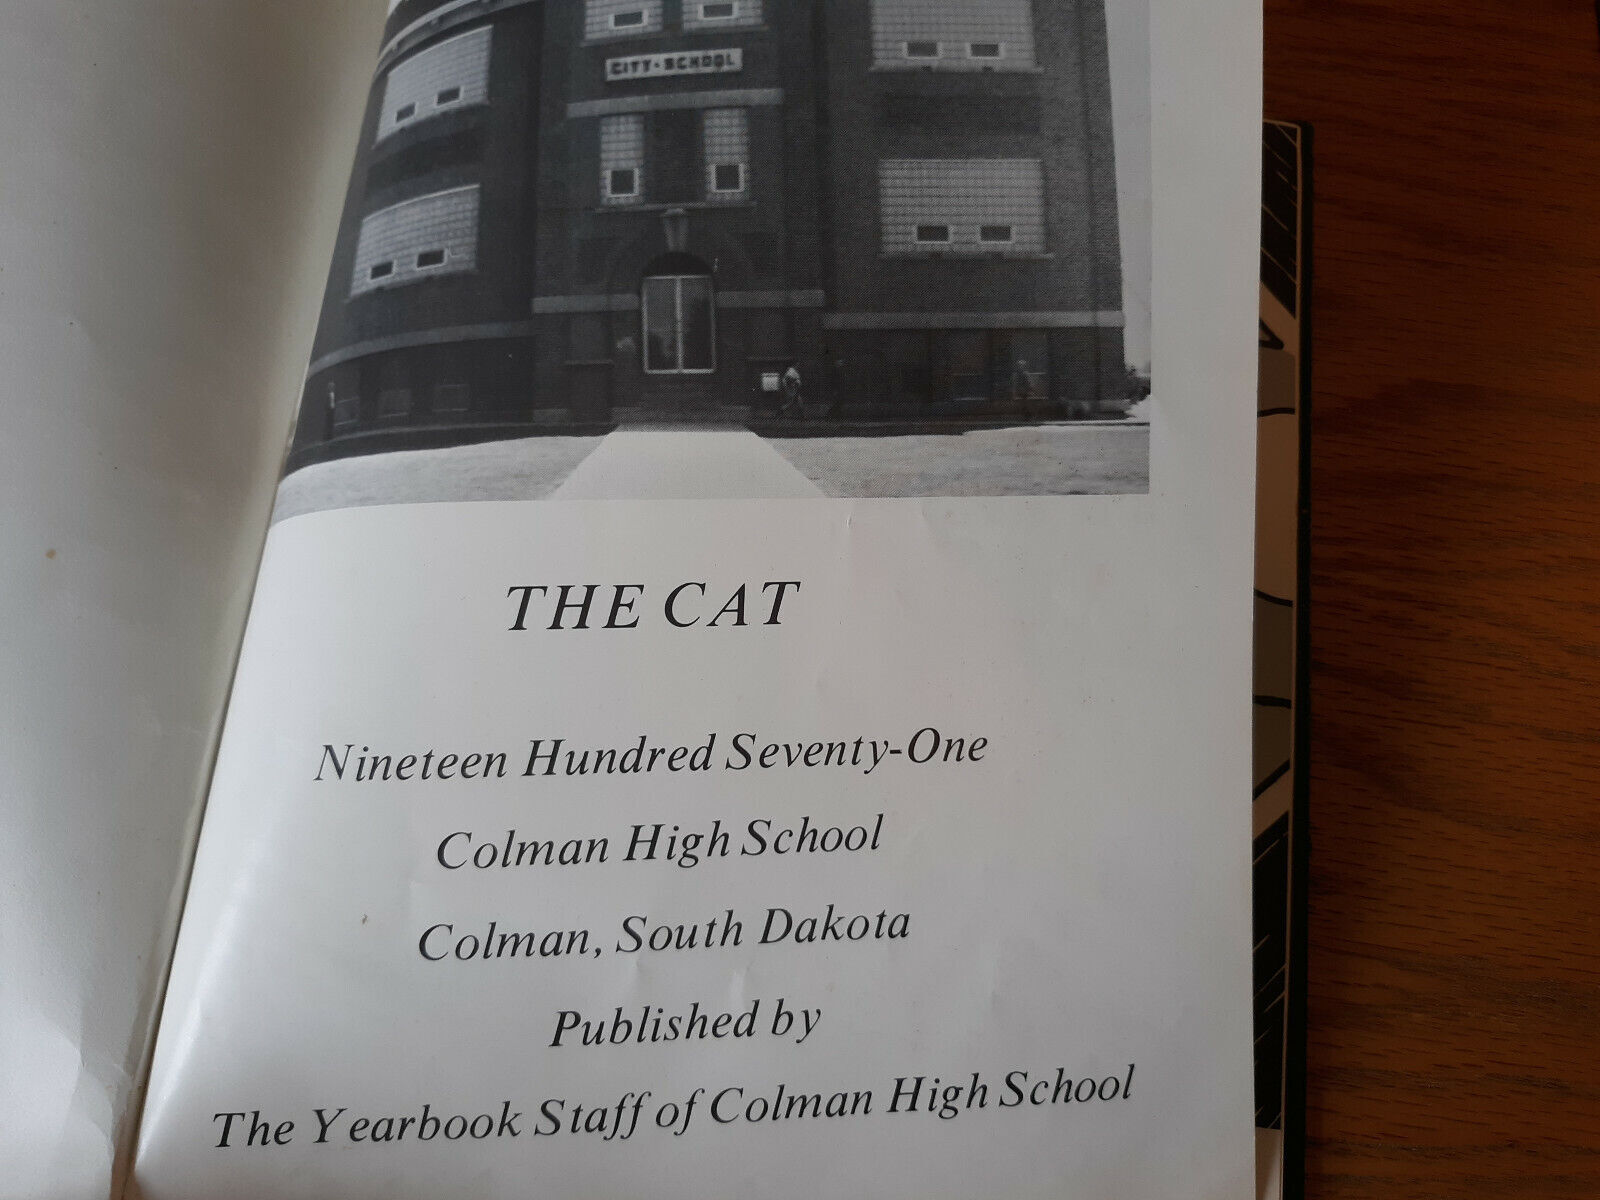 CITY-SCHOOL
THE CAT
Nineteen Hundred Seventy-One
Colman High School
Colman, South Dakota
Published by
The Yearbook Staff of Colman High School